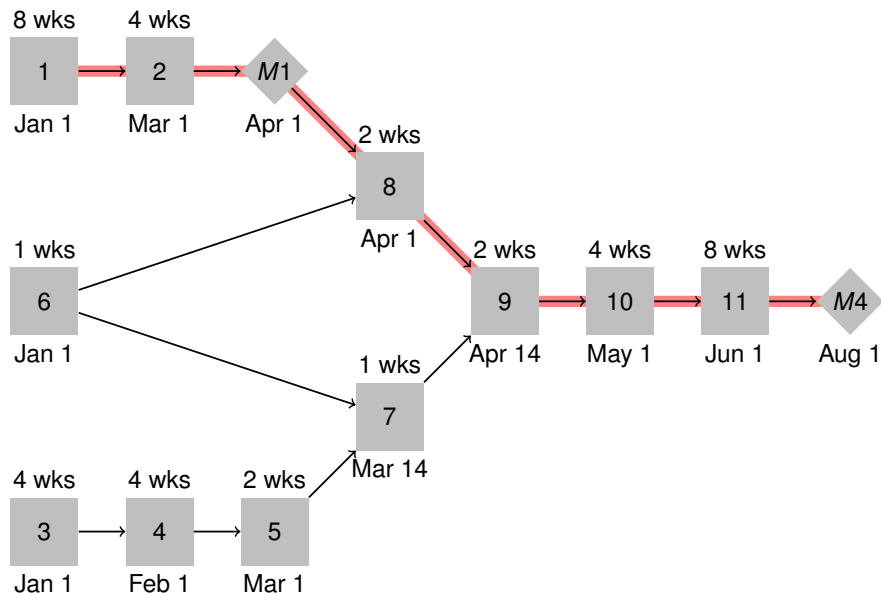 8 wks
4 wks
1
2
M1
Jan 1
Mar 1
Apr 1
2 wks
8
Apr 1
1 wks
2 wks
4 wks
8 wks
6
9
10
11
M4
Jan 1
Apr 14
May 1
Jun 1
Aug 1
1 wks
7
Mar 14
4 wks
4 wks
2 wks
3
4
5
Jan 1
Feb 1
Mar 1